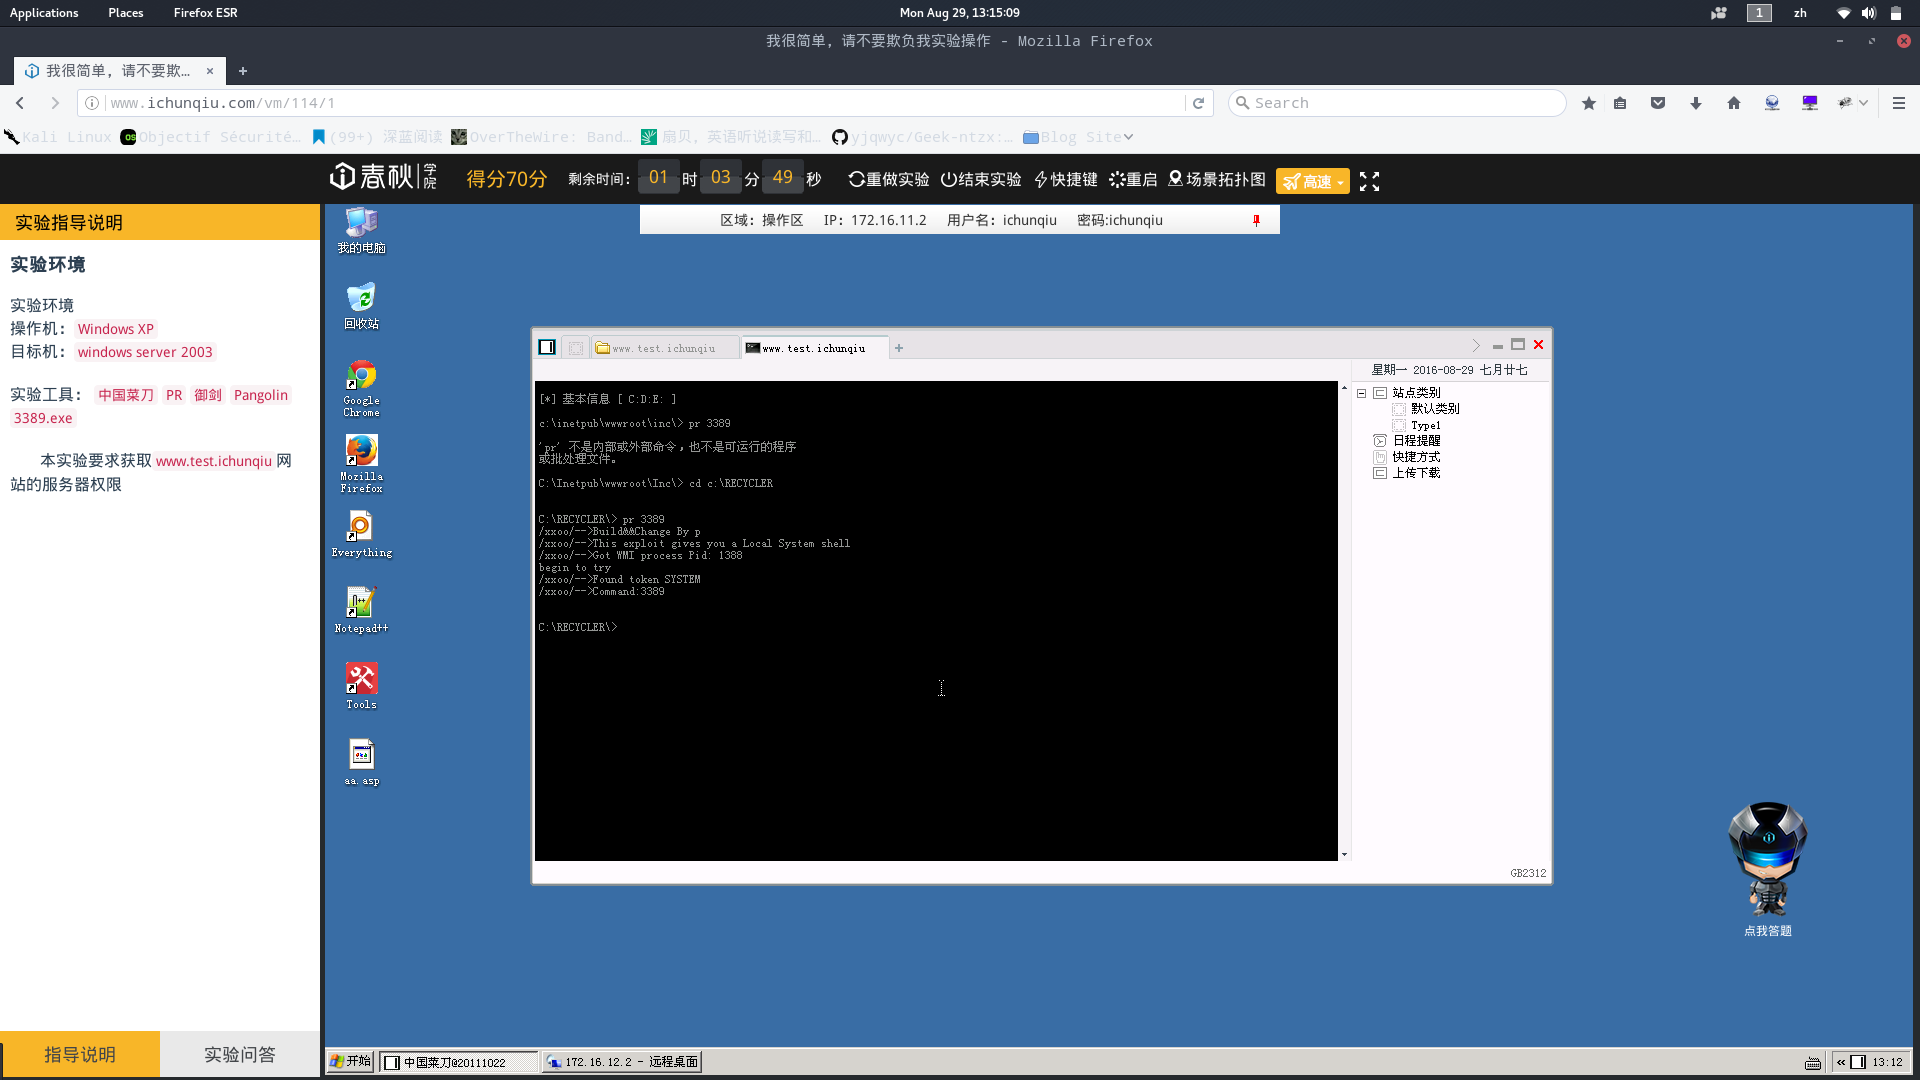 Applications Places Firefox ESR Mon Aug 29, 13:15:09 1 zh
我很简单，请不要欺负我实验操作 - Mozilla Firefox
我很简单，请不要欺...
www.ichunqiu.com/vm/114/1 Search
Kali Linux Objectif Sécurité... (99+) 深蓝阅读 OverTheWire: Band... 扇贝，英语听说读写和... yjqwyc/Geek-ntzx:... Blog Site
春秋学院 得分70分 剩余时间： 01 时 03 分 49 秒 重做实验 结束实验 快捷键 重启 场景拓扑图 高速
实验指导说明
区域：操作区 IP：172.16.11.2 用户名：ichunqiu 密码:ichunqiu
实验环境
实验环境
操作机： Windows XP
目标机： windows server 2003
实验工具： 中国菜刀 PR 御剑 Pangolin
3389.exe
本实验要求获取 www.test.ichunqiu 网
站的服务器权限
指导说明 实验问答
我的电脑
回收站
Google
Chrome
Mozilla
Firefox
Everything
Notepad++
Tools
aa.asp
www.test.ichunqiu www.test.ichunqiu
[*] 基本信息 [ C:D:E: ]
c:\inetpub\wwwroot\inc\> pr 3389
'pr' 不是内部或外部命令，也不是可运行的程序
或批处理文件。
C:\Inetpub\wwwroot\Inc\> cd c:\RECYCLER
C:\RECYCLER\> pr 3389
/xxoo/-->Build&&Change By p
/xxoo/-->This exploit gives you a Local System shell
/xxoo/-->Got WMI process Pid: 1388
begin to try
/xxoo/-->Found token SYSTEM
/xxoo/-->Command:3389
C:\RECYCLER\>
星期一 2016-08-29 七月廿七
站点类别
默认类别
Type1
日程提醒
快捷方式
上传下载
GB2312
点我答题
开始 中国菜刀@20111022 172.16.12.2 - 远程桌面 13:12